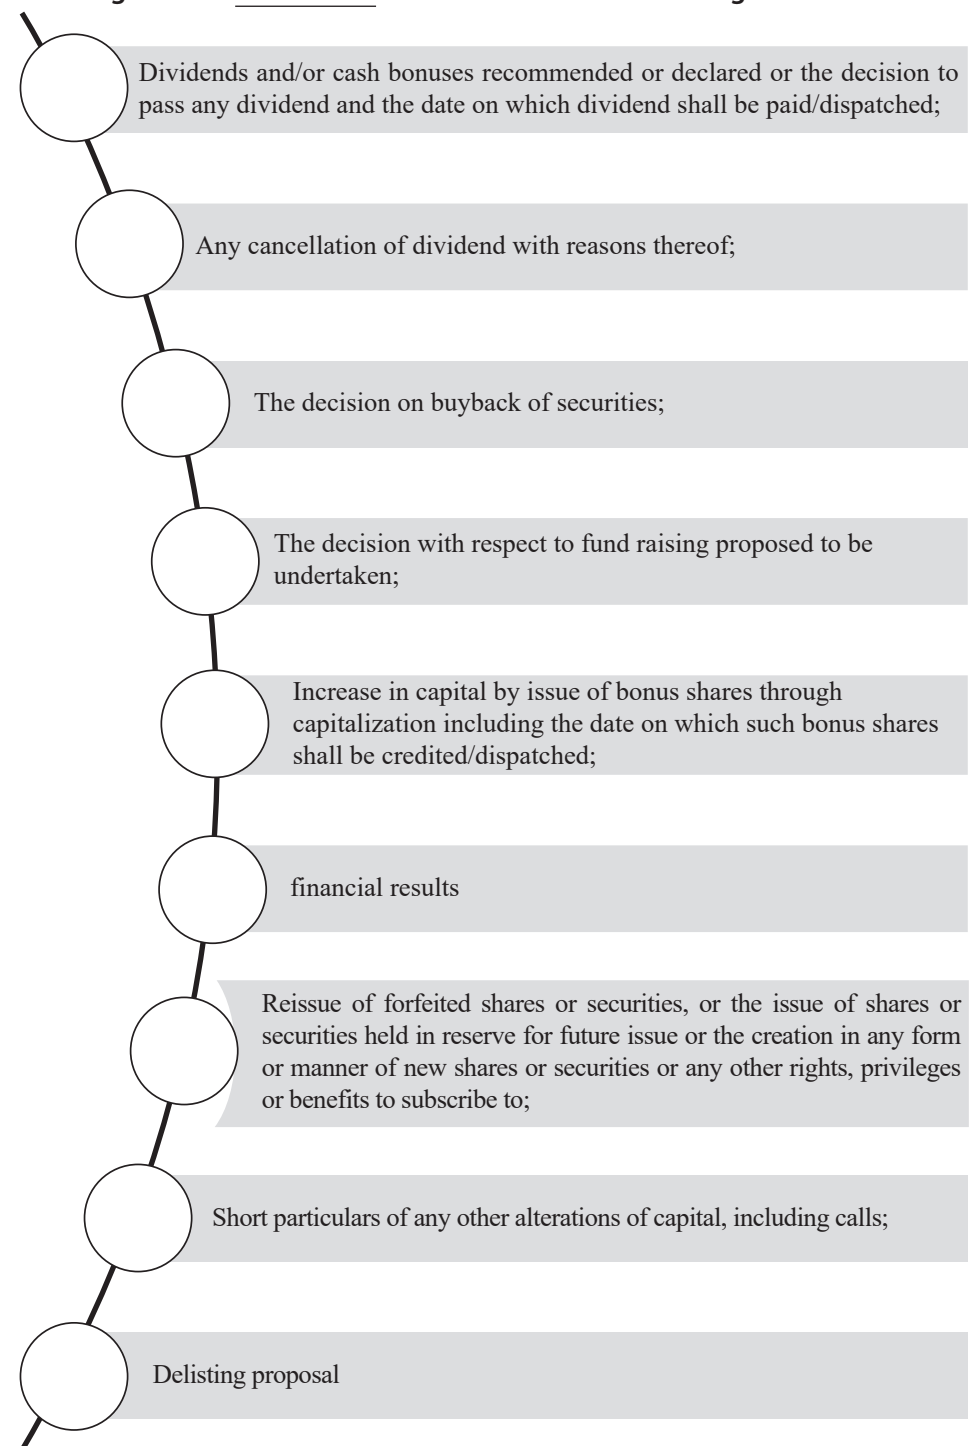 Dividends and/or cash bonuses recommended or declared or the decision to
pass any dividend and the date on which dividend shall be paid/dispatched;
Any cancellation of dividend with reasons thereof;
The decision on buyback of securities;
The decision with respect to fund raising proposed to be
undertaken;
Increase in capital by issue of bonus shares through
capitalization including the date on which such bonus shares
shall be credited/dispatched;
financial results
Reissue of forfeited shares or securities, or the issue of shares or
securities held in reserve for future issue or the creation in any form
or manner of new shares or securities or any other rights, privileges
or benefits to subscribe to;
Short particulars of any other alterations of capital, including calls;
Delisting proposal